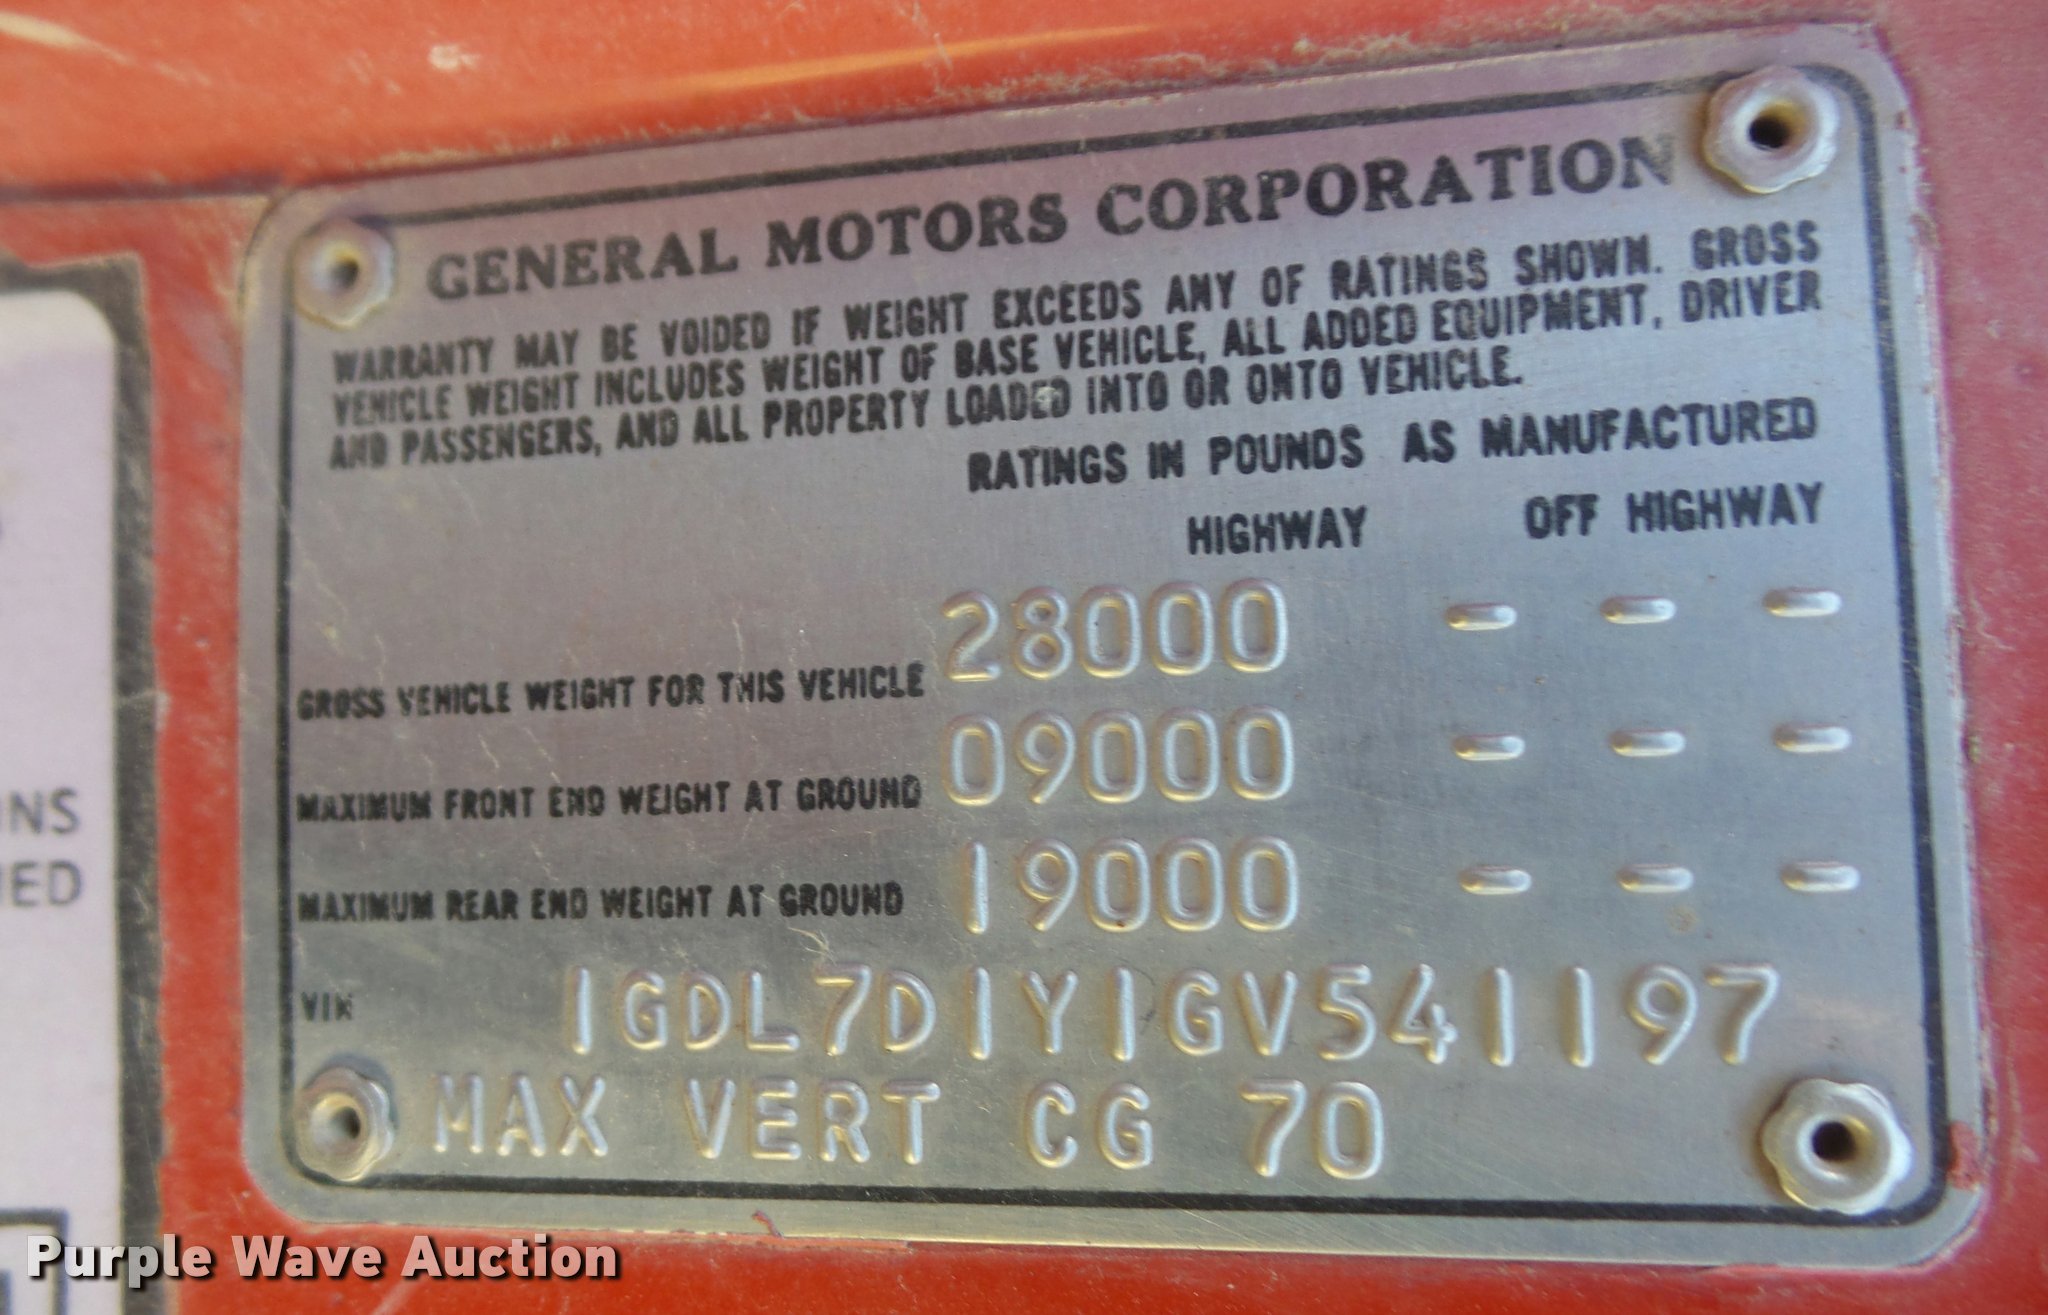 GENERAL MOTORS CORPORATION
WARRANTY MAY BE VOIDED IF WEIGHT EXCEEDS ANY OF RATINGS SHOWN. GROSS
VEHICLE WEIGHT INCLUDES WEIGHT OF BASE VEHICLE, ALL ADDED EQUIPMENT, DRIVER
AND PASSENGERS, AND ALL PROPERTY LOADED INTO OR ONTO VEHICLE.
RATINGS IN POUNDS AS MANUFACTURED
HIGHWAY OFF HIGHWAY
GROSS VEHICLE WEIGHT FOR THIS VEHICLE 28000 - - -
MAXIMUM FRONT END WEIGHT AT GROUND 09000 - - -
MAXIMUM REAR END WEIGHT AT GROUND 19000 - - -
VIN 1GDL7D1Y1GV541197
MAX VERT CG 70
NS
ED
Purple Wave Auction